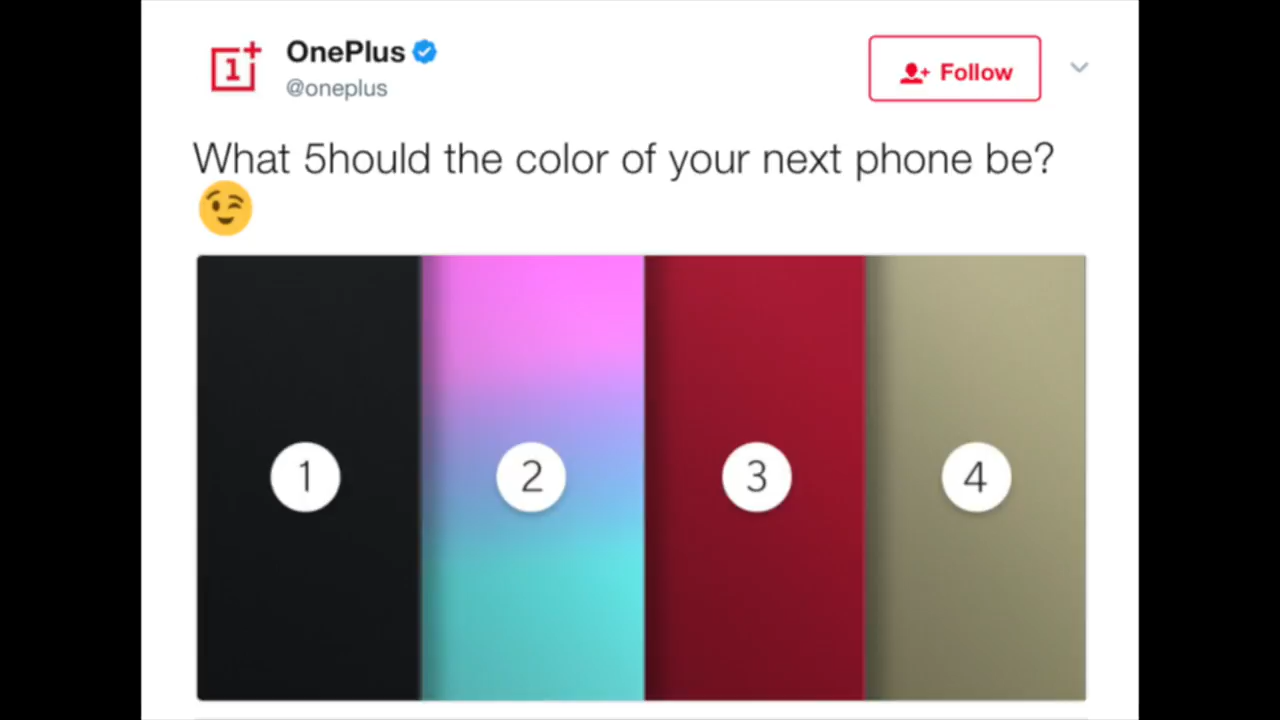 OnePlus
@oneplus
Follow
What 5hould the color of your next phone be?
1
2
3
4